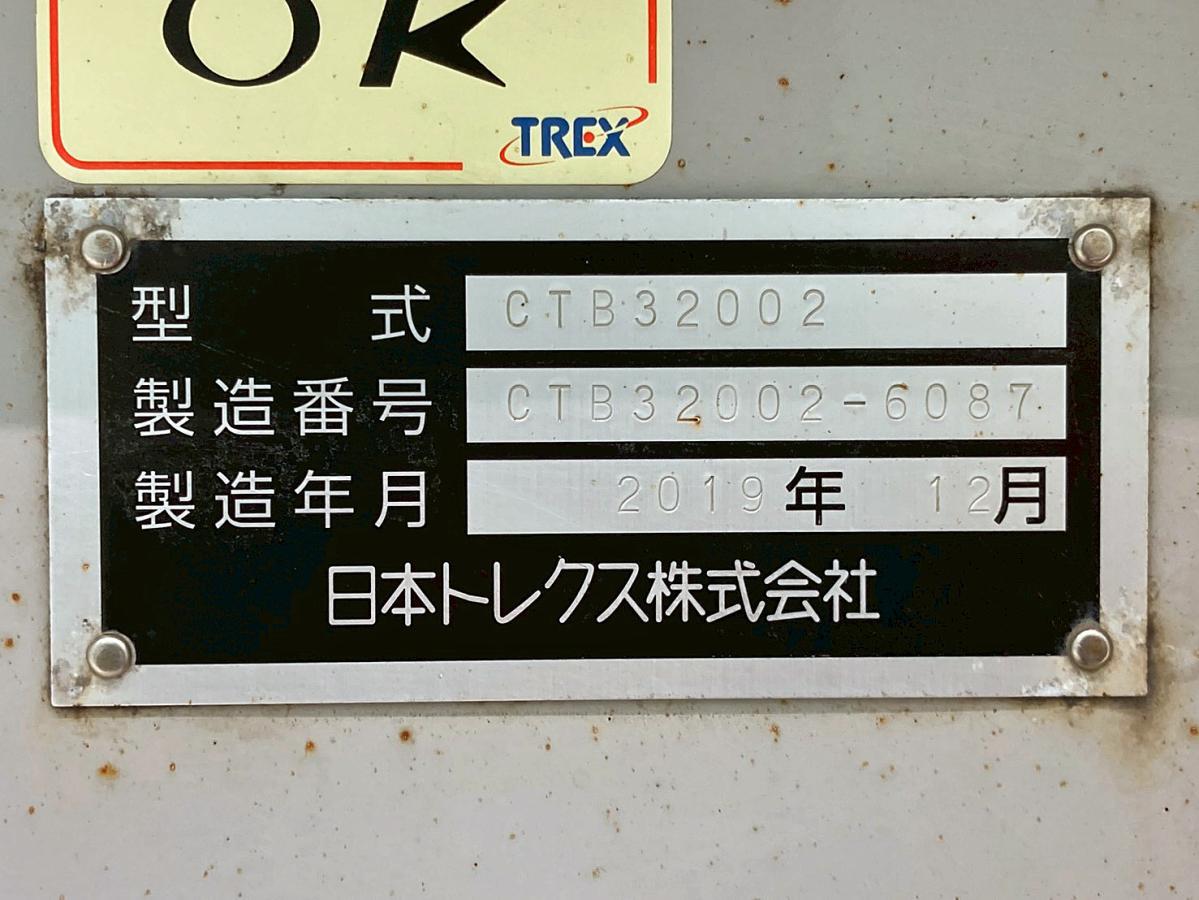 OK
TREX
型式 CTB32002
製造番号 CTB32002-6087
製造年月 2019年 12月
日本トレクス株式会社